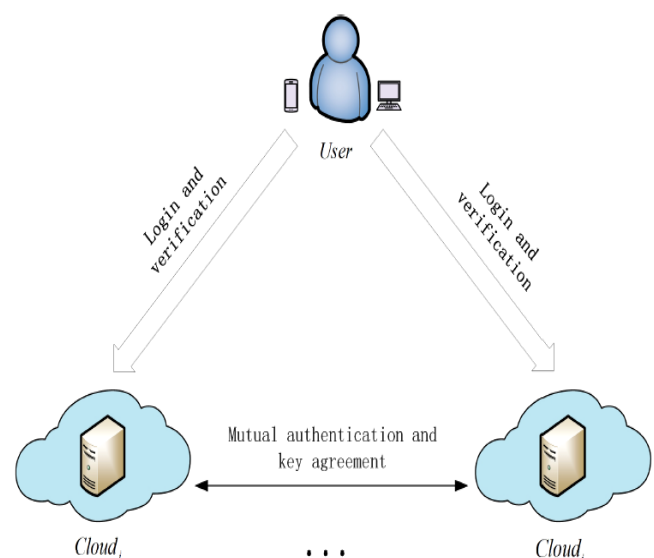 User
Login and
verification
Login and
verification
Mutual authentication and
key agreement
Cloud
...
Cloud